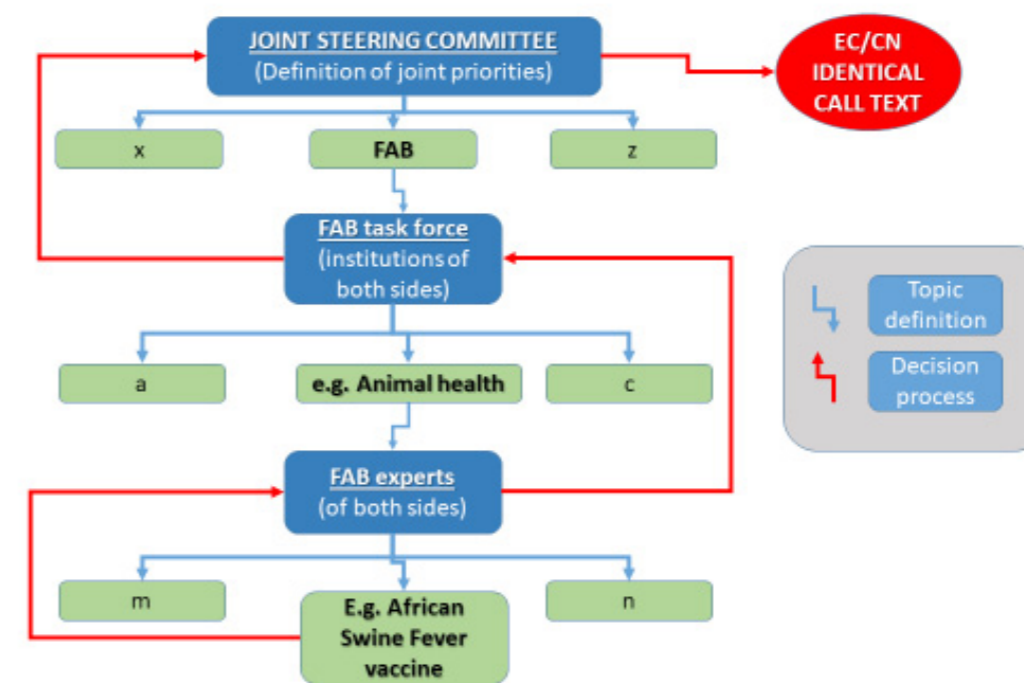 JOINT STEERING COMMITTEE
(Definition of joint priorities)
EC/CN
IDENTICAL
CALL TEXT
x
FAB
z
FAB task force
(institutions of
both sides)
Topic
definition
Decision
process
a
e.g. Animal health
c
FAB experts
(of both sides)
m
E.g. African
Swine Fever
vaccine
n